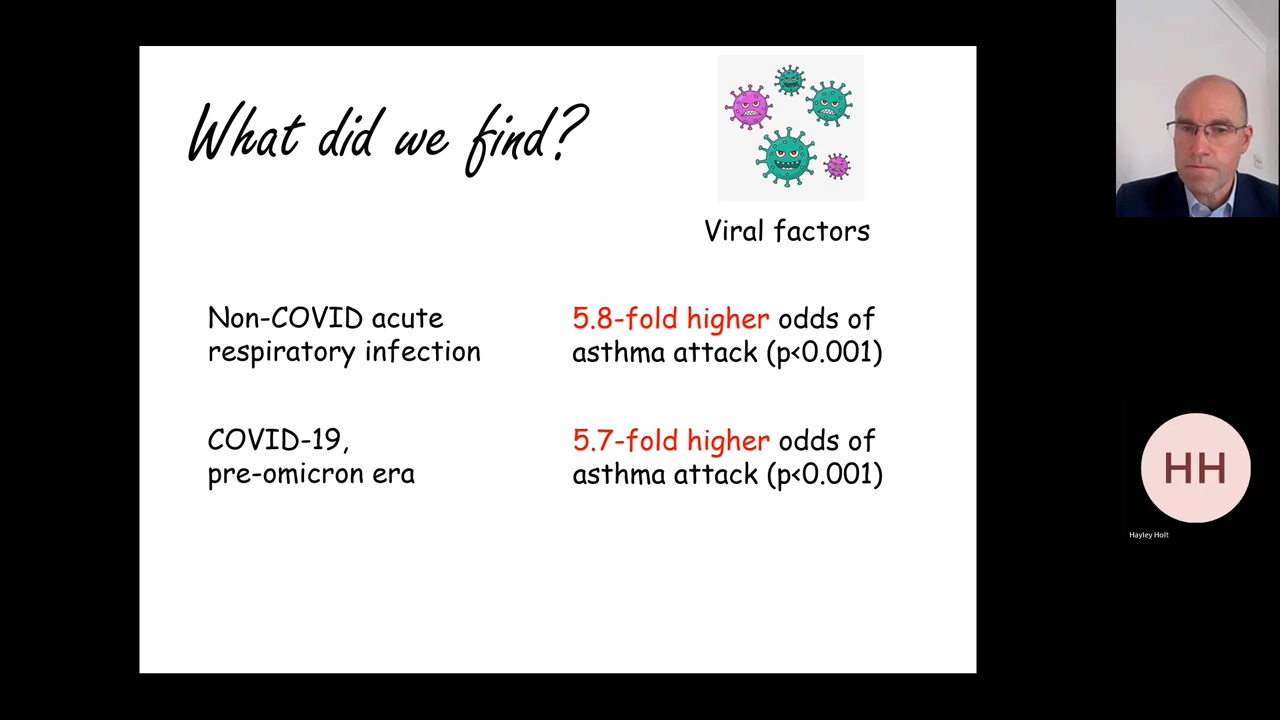 What did we find?
Viral factors
Non-COVID acute
respiratory infection
5.8-fold higher odds of
asthma attack (p<0.001)
COVID-19,
pre-omicron era
5.7-fold higher odds of
asthma attack (p<0.001)
HH
Hayley Holt